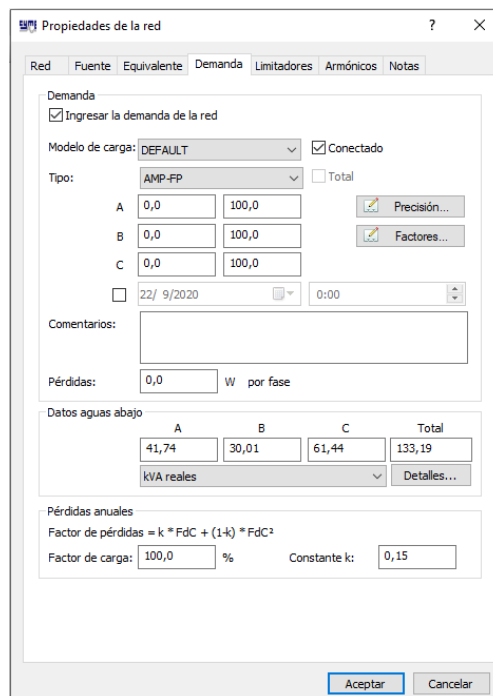 CYME Propiedades de la red ? ×
Red Fuente Equivalente Demanda Limitadores Armónicos Notas
Demanda
Ingresar la demanda de la red
Modelo de carga: DEFAULT Conectado
Tipo: AMP-FP Total
A 0,0 100,0 Precisión...
B 0,0 100,0 Factores...
C 0,0 100,0
22/ 9/2020 0:00
Comentarios:
Pérdidas: 0,0 W por fase
Datos aguas abajo
A B C Total
41,74 30,01 61,44 133,19
kVA reales Detalles...
Pérdidas anuales
Factor de pérdidas = k * FdC + (1-k) * FdC²
Factor de carga: 100,0 % Constante k: 0,15
Aceptar Cancelar